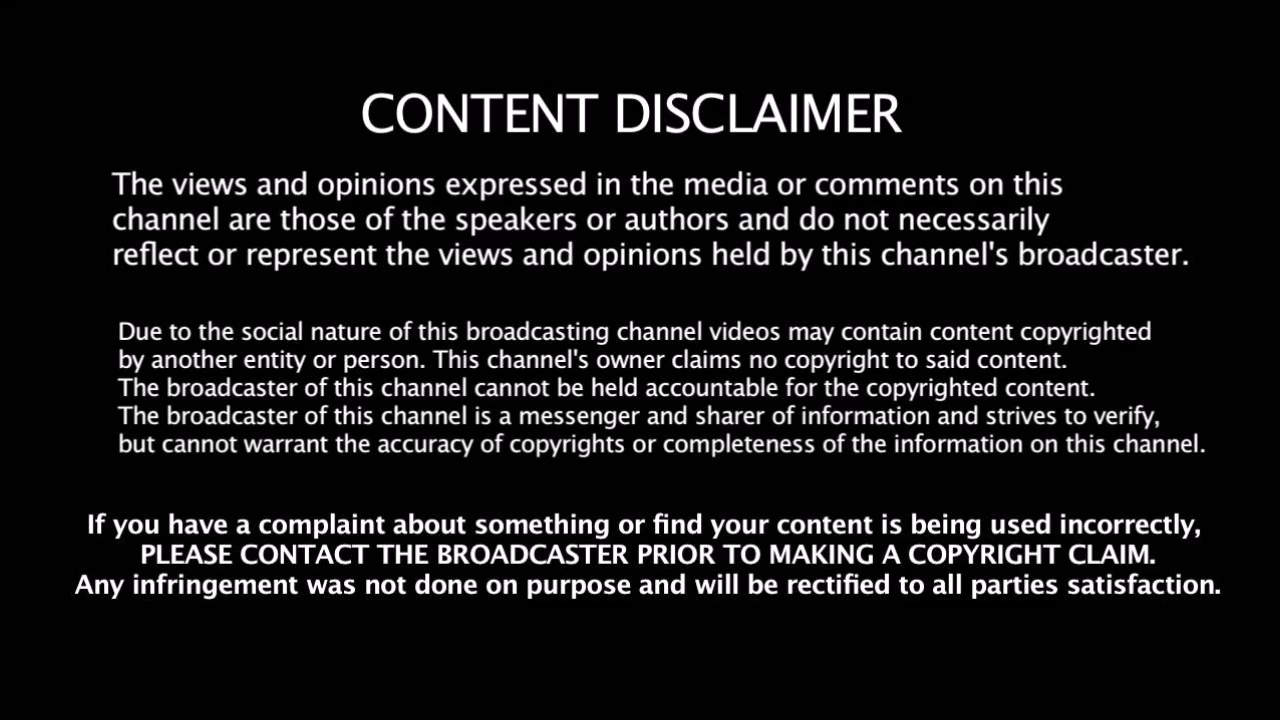 CONTENT DISCLAIMER
The views and opinions expressed in the media or comments on this
channel are those of the speakers or authors and do not necessarily
reflect or represent the views and opinions held by this channel's broadcaster.
Due to the social nature of this broadcasting channel videos may contain content copyrighted
by another entity or person. This channel's owner claims no copyright to said content.
The broadcaster of this channel cannot be held accountable for the copyrighted content.
The broadcaster of this channel is a messenger and sharer of information and strives to verify,
but cannot warrant the accuracy of copyrights or completeness of the information on this channel.
If you have a complaint about something or find your content is being used incorrectly,
PLEASE CONTACT THE BROADCASTER PRIOR TO MAKING A COPYRIGHT CLAIM.
Any infringement was not done on purpose and will be rectified to all parties satisfaction.